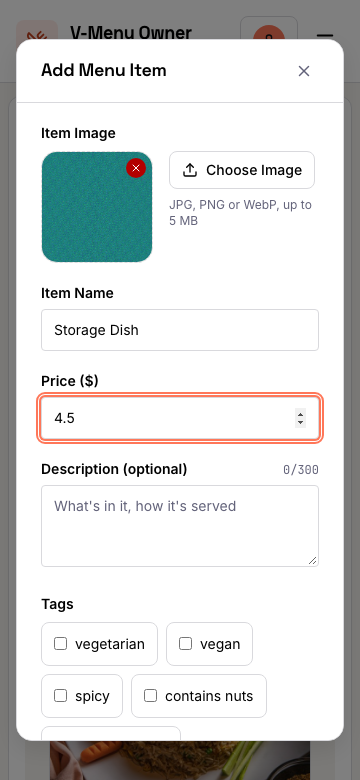 V-Menu Owner
Add Menu Item
Item Image
Choose Image
JPG, PNG or WebP, up to
5 MB
Item Name
Storage Dish
Price ($)
4.5
Description (optional) 0/300
What's in it, how it's served
Tags
vegetarian vegan
spicy contains nuts